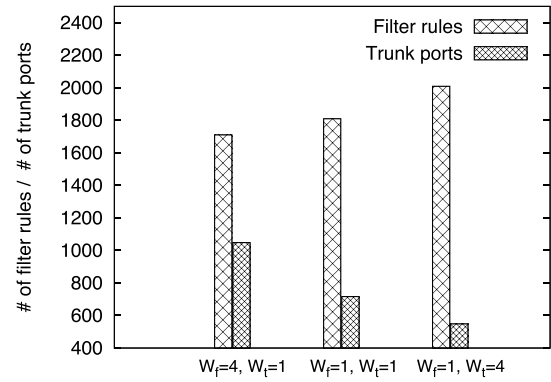 # of filter rules / # of trunk ports
2400
2200
2000
1800
1600
1400
1200
1000
800
600
400
Filter rules
Trunk ports
W_f=4, W_t=1
W_f=1, W_t=1
W_f=1, W_t=4